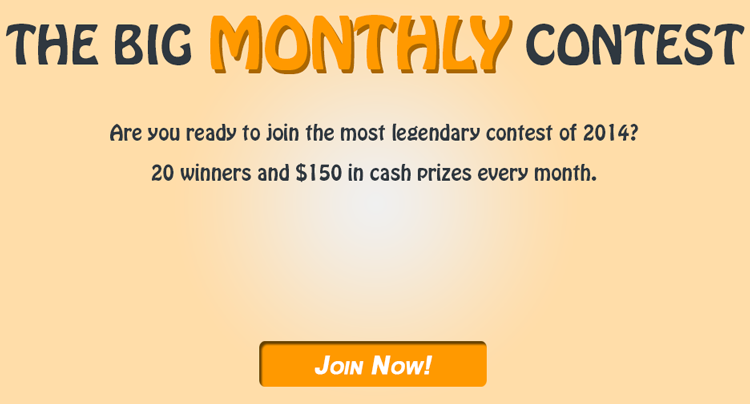 THE BIG MONTHLY CONTEST
Are you ready to join the most legendary contest of 2014?
20 winners and $150 in cash prizes every month.
Join Now!